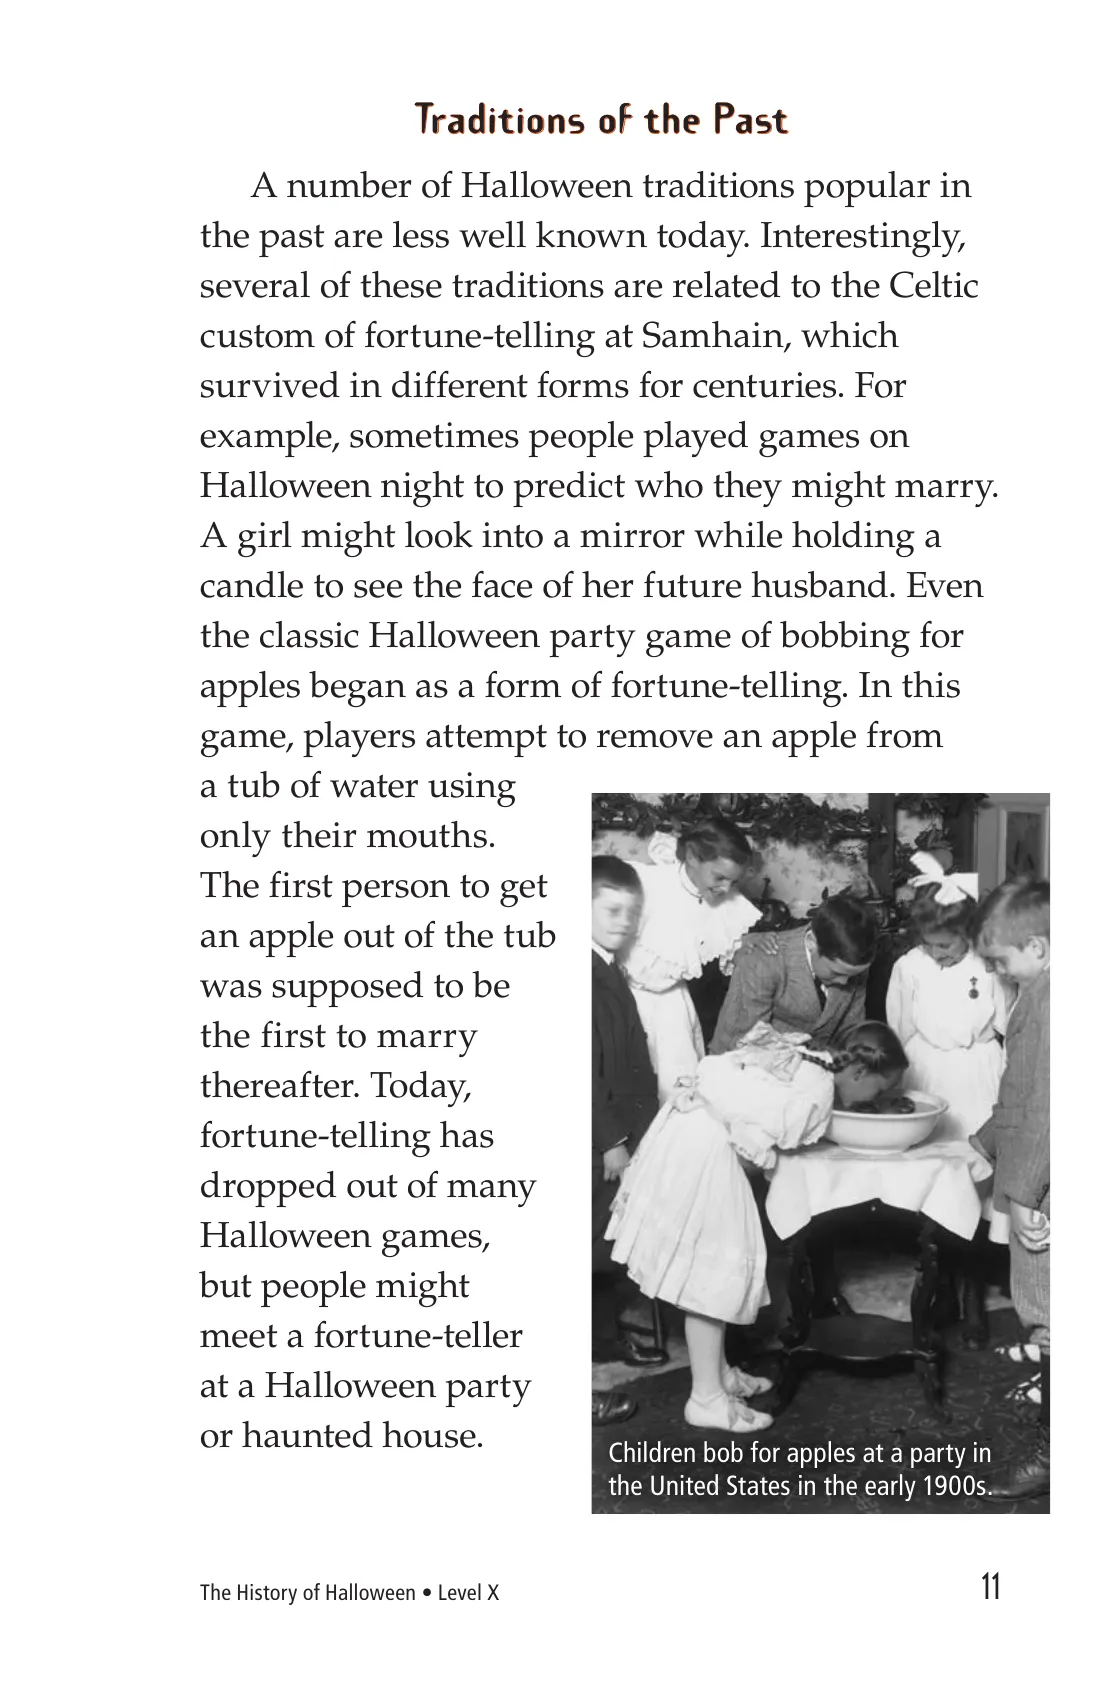 Traditions of the Past
A number of Halloween traditions popular in
the past are less well known today. Interestingly,
several of these traditions are related to the Celtic
custom of fortune-telling at Samhain, which
survived in different forms for centuries. For
example, sometimes people played games on
Halloween night to predict who they might marry.
A girl might look into a mirror while holding a
candle to see the face of her future husband. Even
the classic Halloween party game of bobbing for
apples began as a form of fortune-telling. In this
game, players attempt to remove an apple from
a tub of water using
only their mouths.
The first person to get
an apple out of the tub
was supposed to be
the first to marry
thereafter. Today,
fortune-telling has
dropped out of many
Halloween games,
but people might
meet a fortune-teller
at a Halloween party
or haunted house.
Children bob for apples at a party in
the United States in the early 1900s.
The History of Halloween • Level X
11